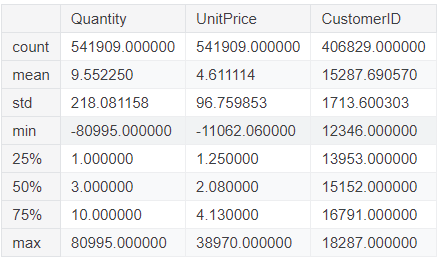 Quantity UnitPrice CustomerID
count 541909.000000 541909.000000 406829.000000
mean 9.552250 4.611114 15287.690570
std 218.081158 96.759853 1713.600303
min -80995.000000 -11062.060000 12346.000000
25% 1.000000 1.250000 13953.000000
50% 3.000000 2.080000 15152.000000
75% 10.000000 4.130000 16791.000000
max 80995.000000 38970.000000 18287.000000